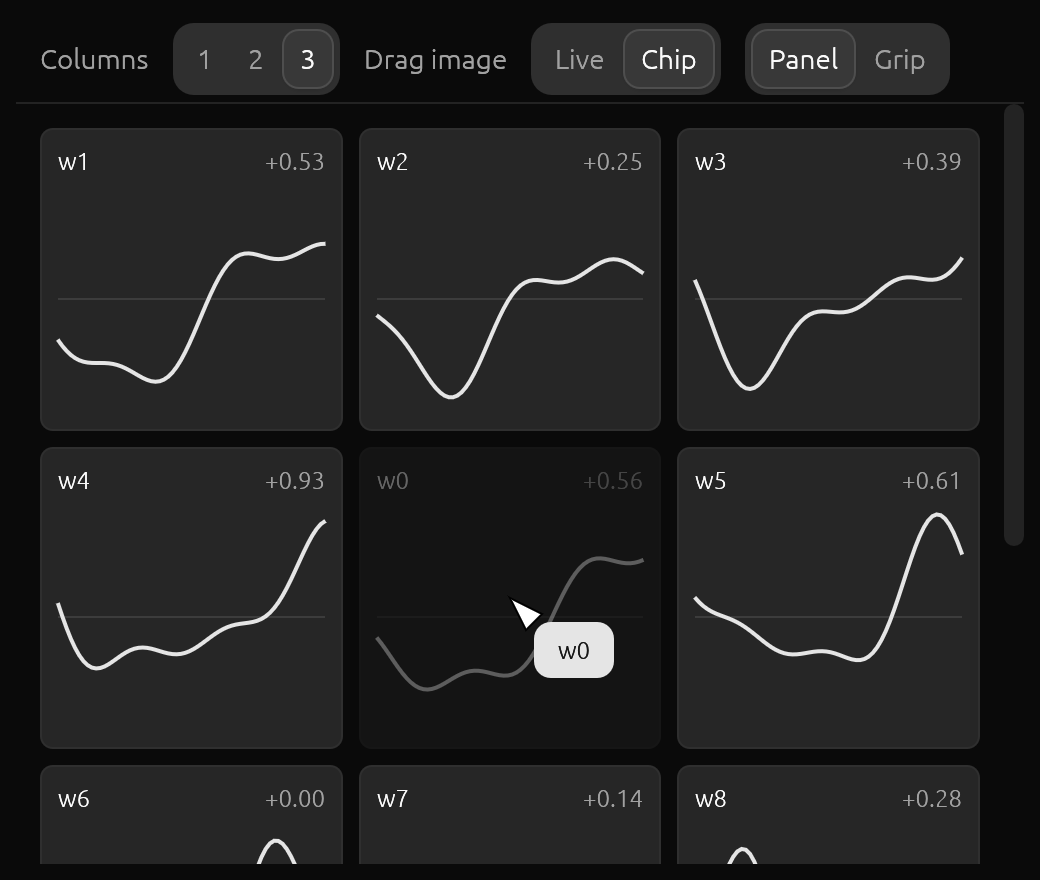 Columns 1 2 3 Drag image Live Chip Panel Grip
w1 +0.53 w2 +0.25 w3 +0.39
w4 +0.93 w0 +0.56 w5 +0.61
w0
w6 +0.00 w7 +0.14 w8 +0.28